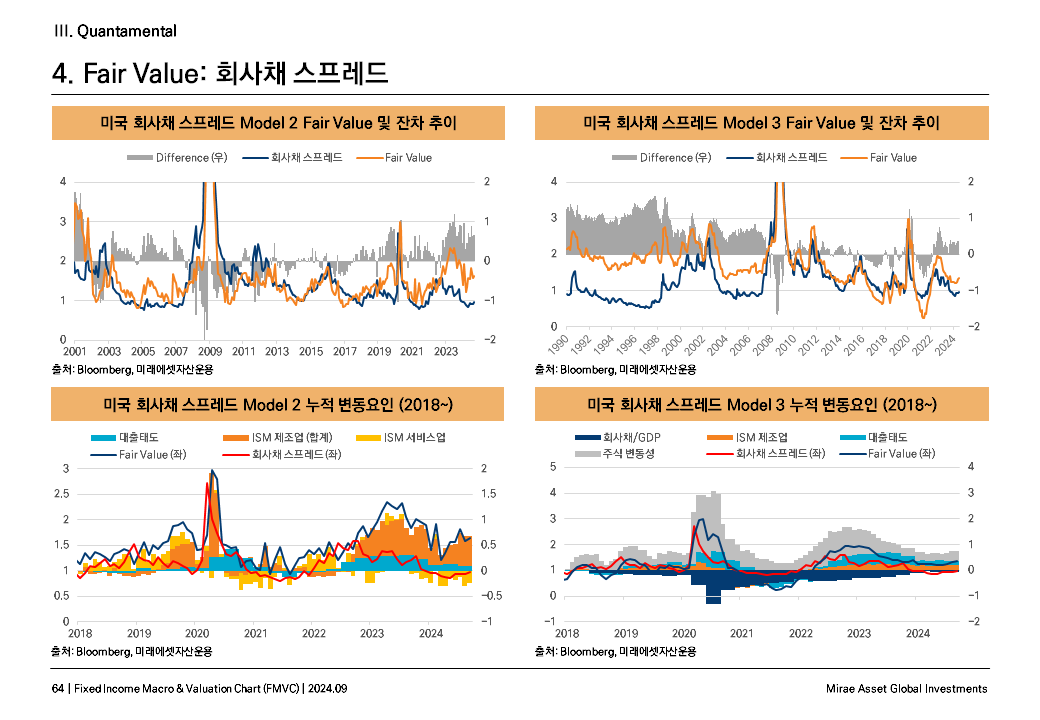 III. Quantamental
4. Fair Value: 회사채 스프레드
미국 회사채 스프레드 Model 2 Fair Value 및 잔차 추이
Difference (우) 회사채 스프레드 Fair Value
4 2
3 1
2 0
1 −1
0 −2
2001 2003 2005 2007 2009 2011 2013 2015 2017 2019 2021 2023
출처: Bloomberg, 미래에셋자산운용
미국 회사채 스프레드 Model 3 Fair Value 및 잔차 추이
Difference (우) 회사채 스프레드 Fair Value
4 2
3 1
2 0
1 −1
0 −2
1990 1992 1994 1996 1998 2000 2002 2004 2006 2008 2010 2012 2014 2016 2018 2020 2022 2024
출처: Bloomberg, 미래에셋자산운용
미국 회사채 스프레드 Model 2 누적 변동요인 (2018~)
대출태도 ISM 제조업 (합계) ISM 서비스업
Fair Value (좌) 회사채 스프레드 (좌)
3 2
2.5 1.5
2 1
1.5 0.5
1 0
0.5 −0.5
0 −1
2018 2019 2020 2021 2022 2023 2024
출처: Bloomberg, 미래에셋자산운용
미국 회사채 스프레드 Model 3 누적 변동요인 (2018~)
회사채/GDP ISM 제조업 대출태도
주식 변동성 회사채 스프레드 (좌) Fair Value (좌)
5 4
4 3
3 2
2 1
1 0
0 −1
−1 −2
2018 2019 2020 2021 2022 2023 2024
출처: Bloomberg, 미래에셋자산운용
64 | Fixed Income Macro & Valuation Chart (FMVC) | 2024.09
Mirae Asset Global Investments